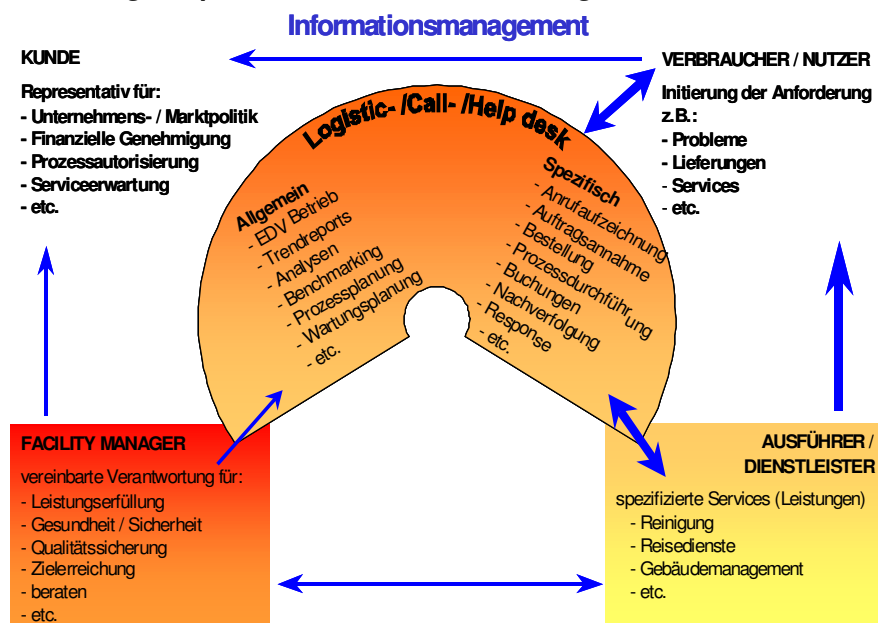 Informationsmanagement
KUNDE
Representativ für:
- Unternehmens- / Marktpolitik
- Finanzielle Genehmigung
- Prozessautorisierung
- Serviceerwartung
- etc.
VERBRAUCHER / NUTZER
Initierung der Anforderung
z.B.:
- Probleme
- Lieferungen
- Services
- etc.
Logistic- /Call- /Help desk
Allgemein
- EDV Betrieb
- Trendreports
- Analysen
- Benchmarking
- Prozessplanung
- Wartungsplanung
- etc.
Spezifisch
- Anrufaufzeichnung
- Auftragsannahme
- Bestellung
- Prozessdurchführung
- Buchungen
- Nachverfolgung
- Response
- etc.
FACILITY MANAGER
vereinbarte Verantwortung für:
- Leistungserfüllung
- Gesundheit / Sicherheit
- Qualitätssicherung
- Zielerreichung
- beraten
- etc.
AUSFÜHRER /
DIENSTLEISTER
spezifizierte Services (Leistungen)
- Reinigung
- Reisedienste
- Gebäudemanagement
- etc.